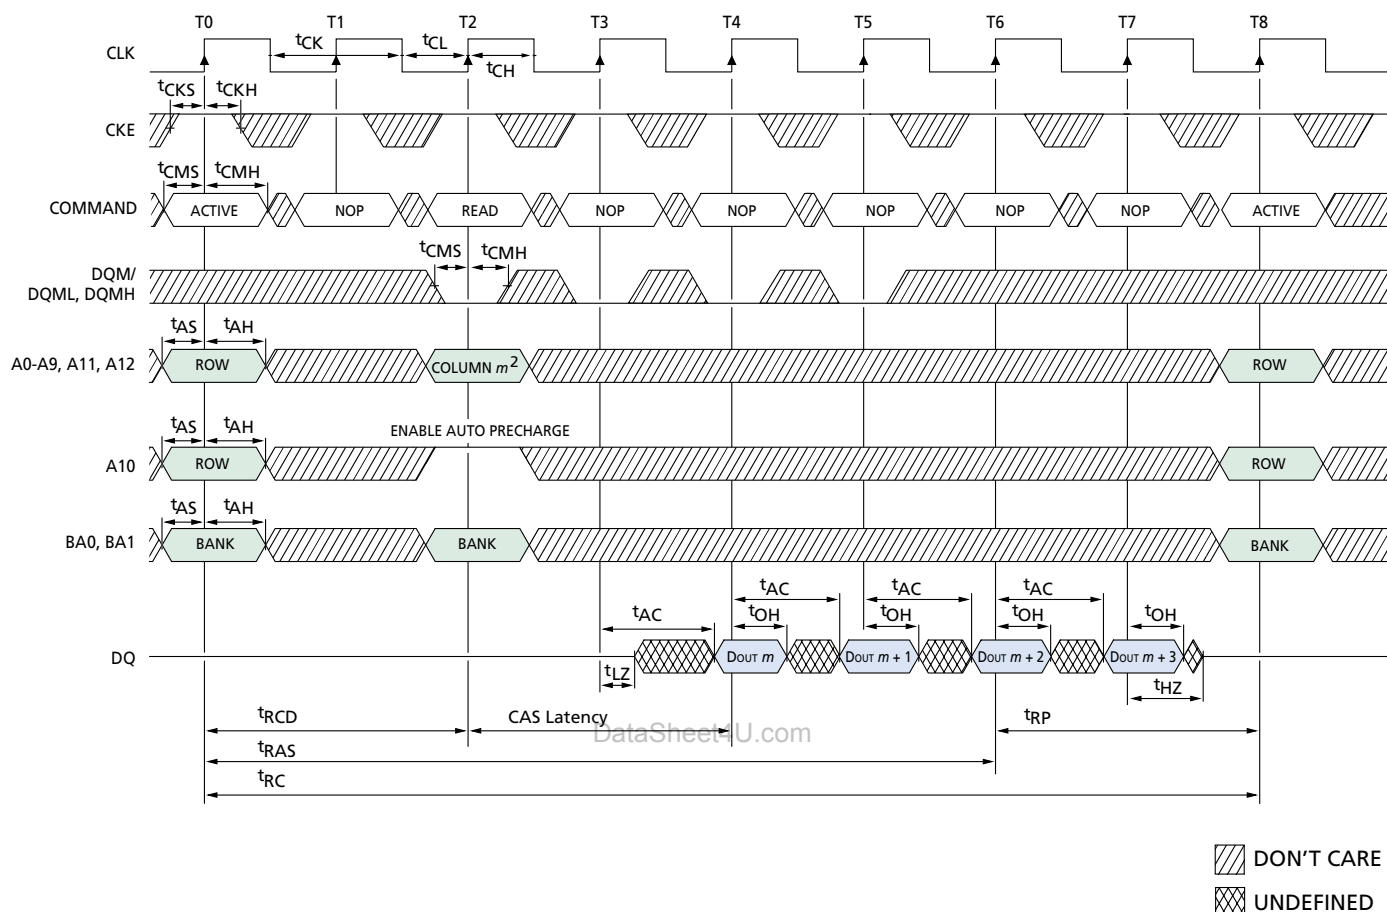 T0 T1 T2 T3 T4 T5 T6 T7 T8
CLK
tCK tCL
tCH
tCKS tCKH
CKE
tCMS tCMH
COMMAND ACTIVE NOP READ NOP NOP NOP NOP NOP ACTIVE
tCMS tCMH
DQM/
DQML, DQMH
tAS tAH
A0-A9, A11, A12 ROW COLUMN m2 ROW
tAS tAH
ENABLE AUTO PRECHARGE
A10 ROW ROW
tAS tAH
BA0, BA1 BANK BANK BANK
tAC tAC tAC
tAC tOH tOH tOH tOH
DQ DOUT m DOUT m + 1 DOUT m + 2 DOUT m + 3
tLZ tHZ
tRCD CAS Latency tRP
DataSheet4U.com
tRAS
tRC
DON'T CARE
UNDEFINED